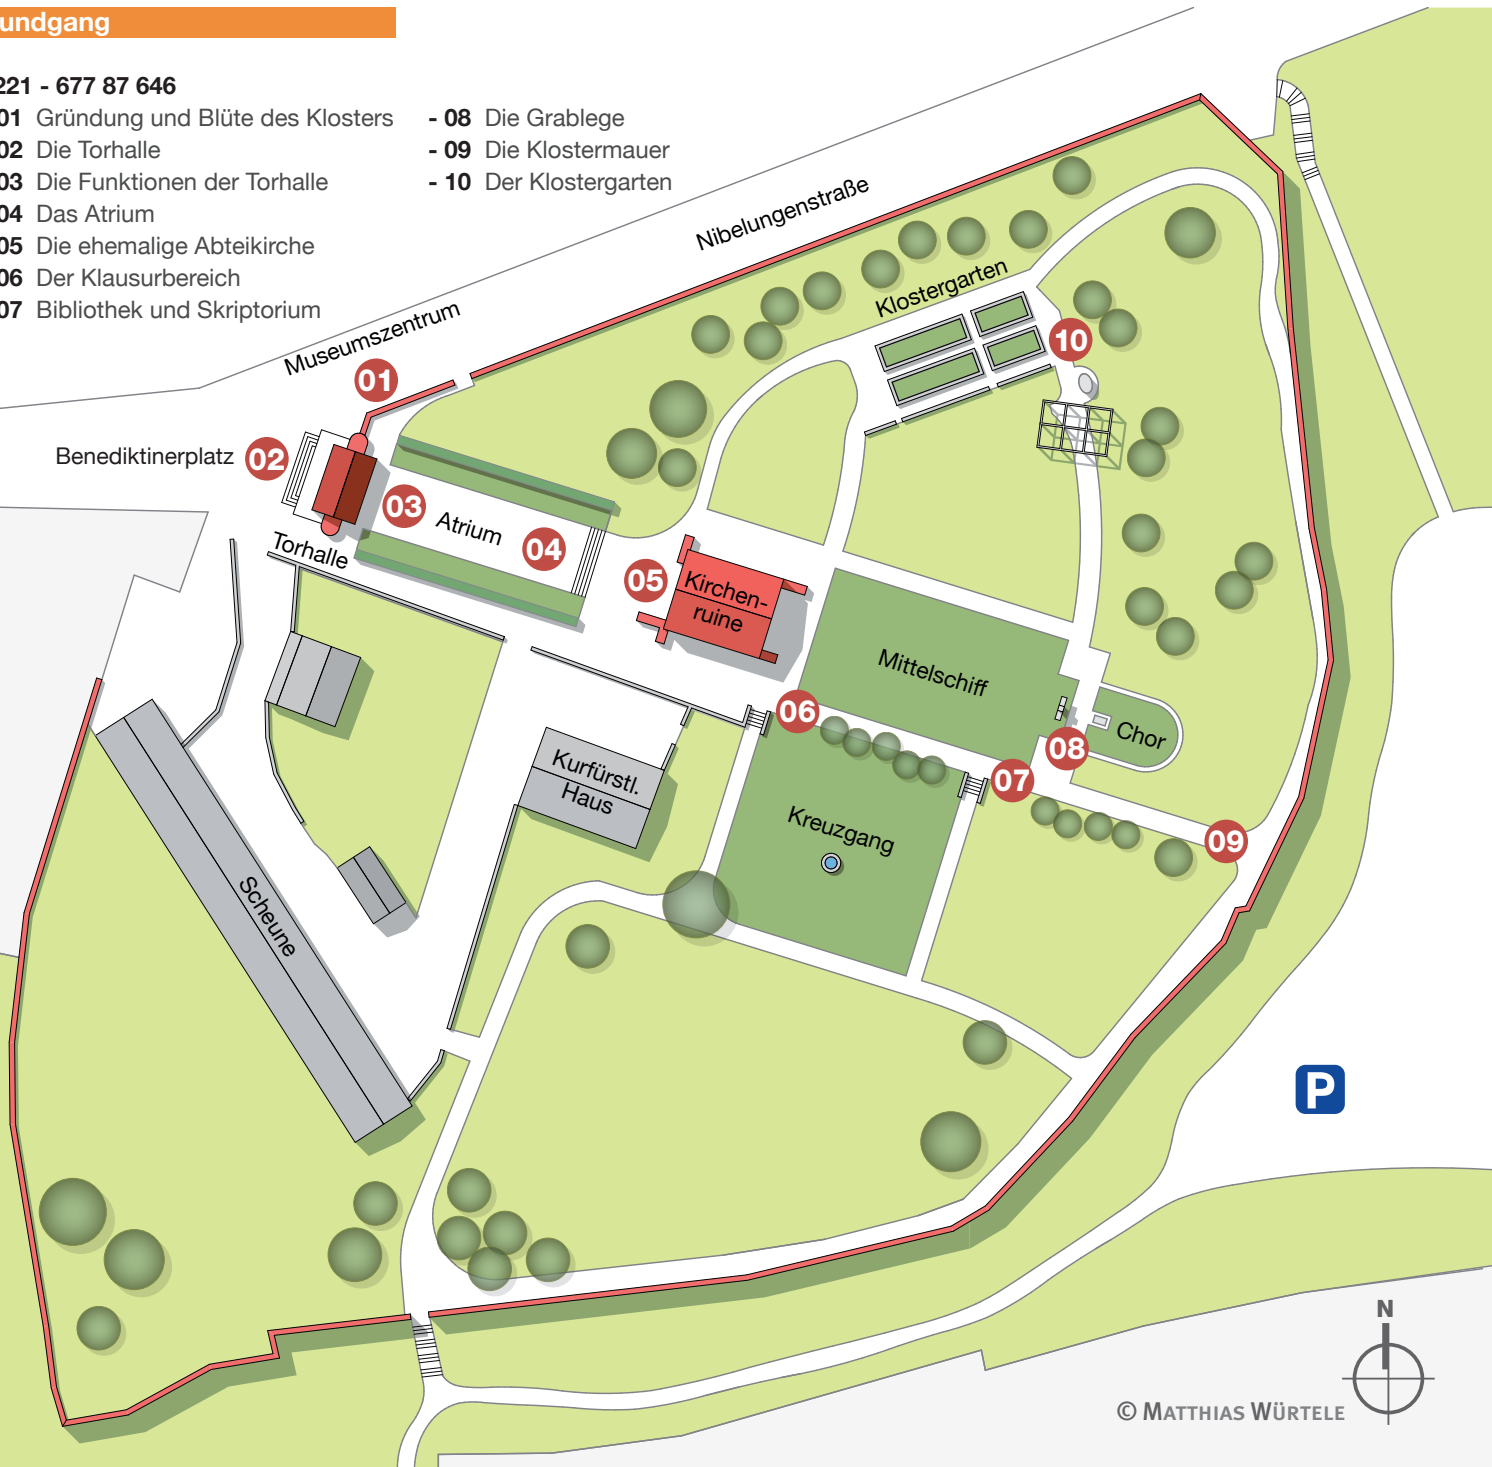 undgang
221 - 677 87 646
01 Gründung und Blüte des Klosters
02 Die Torhalle
03 Die Funktionen der Torhalle
04 Das Atrium
05 Die ehemalige Abteikirche
06 Der Klausurbereich
07 Bibliothek und Skriptorium
- 08 Die Grablege
- 09 Die Klostermauer
- 10 Der Klostergarten
Nibelungenstraße
Museumszentrum
Klostergarten
01
10
Benediktinerplatz
02
03
Atrium
04
Torhalle
05
Kirchen-
ruine
Mittelschiff
06
Chor
08
07
Kurfürstl.
Haus
Kreuzgang
09
Scheune
P
N
© MATTHIAS WÜRTELE